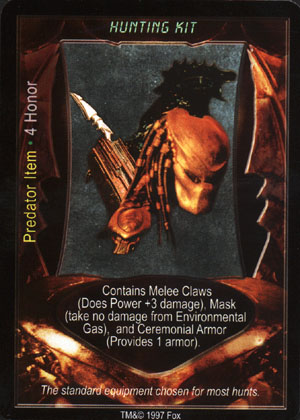 HUNTING KIT
Predator Item • 4 Honor
Contains Melee Claws
(Does Power +3 damage), Mask
(take no damage from Environmental
Gas),  and Ceremonial Armor
(Provides 1 armor).
The standard equipment chosen for most hunts.
TM&© 1997 Fox